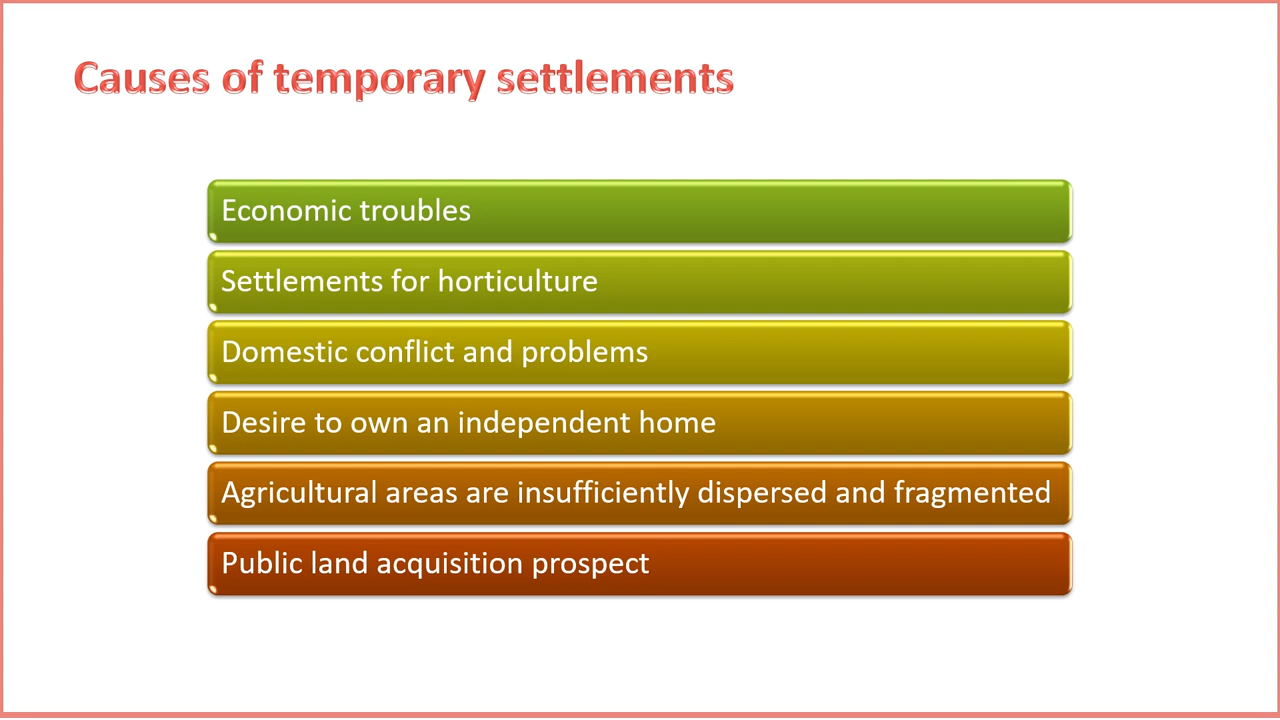 Causes of temporary settlements
Economic troubles
Settlements for horticulture
Domestic conflict and problems
Desire to own an independent home
Agricultural areas are insufficiently dispersed and fragmented
Public land acquisition prospect